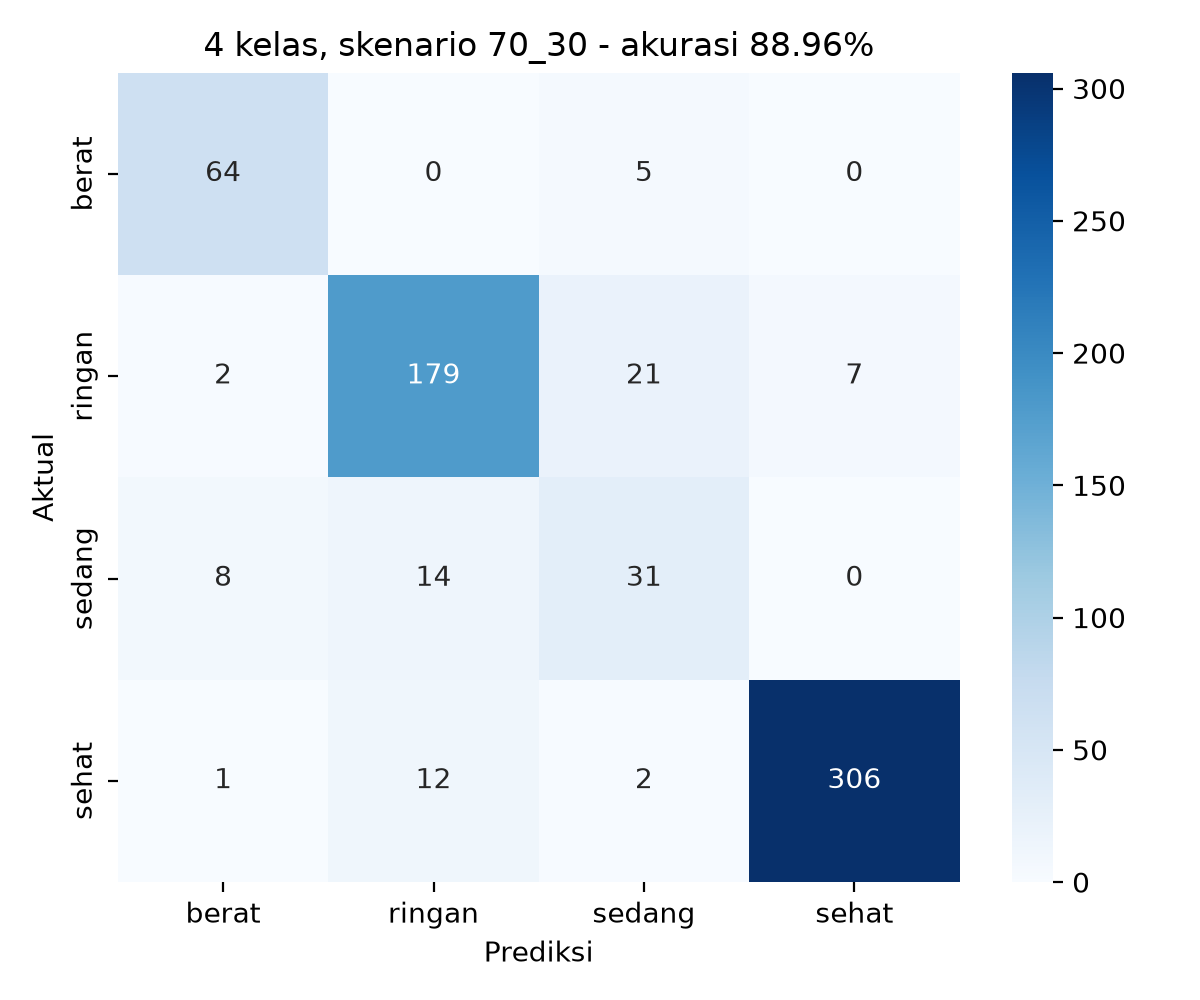 4 kelas, skenario 70_30 - akurasi 88.96%
berat
64 0 5 0
ringan
2 179 21 7
sedang
8 14 31 0
sehat
1 12 2 306
Aktual
berat ringan sedang sehat
Prediksi
300
250
200
150
100
50
0